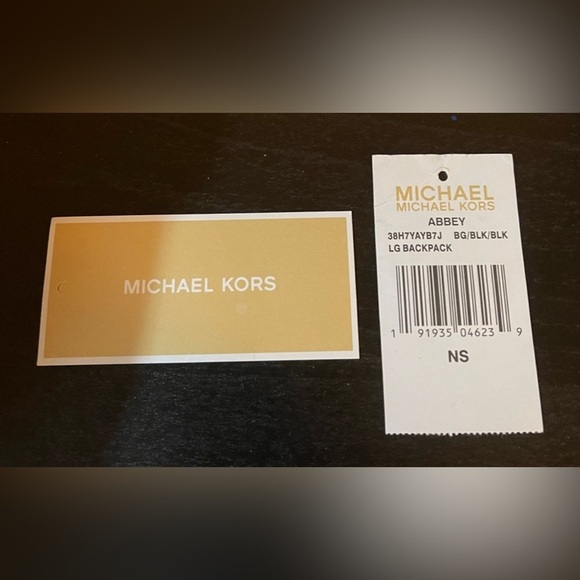 MICHAEL KORS
MICHAEL
MICHAEL KORS
ABBEY
38H7YAYB7J BG/BLK/BLK
LG BACKPACK
1 91935 04623 9
NS